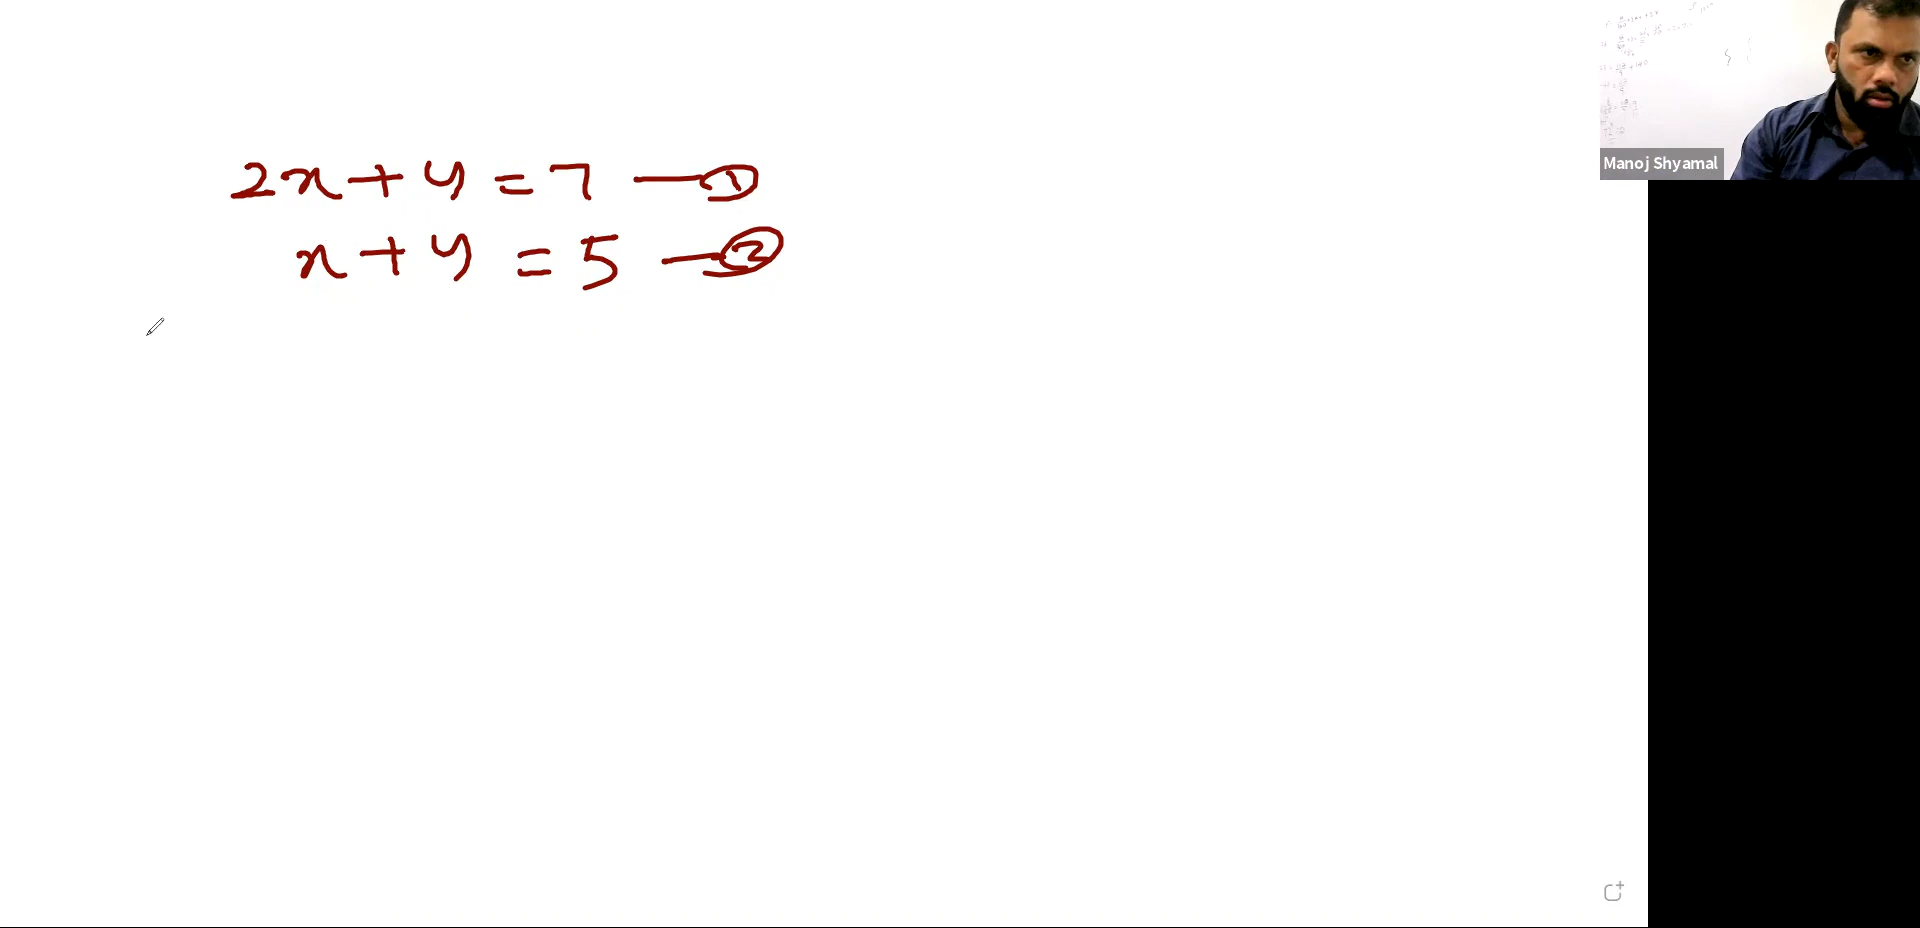 2x + y = 7 — ①
x + y = 5 — ②
Manoj Shyamal